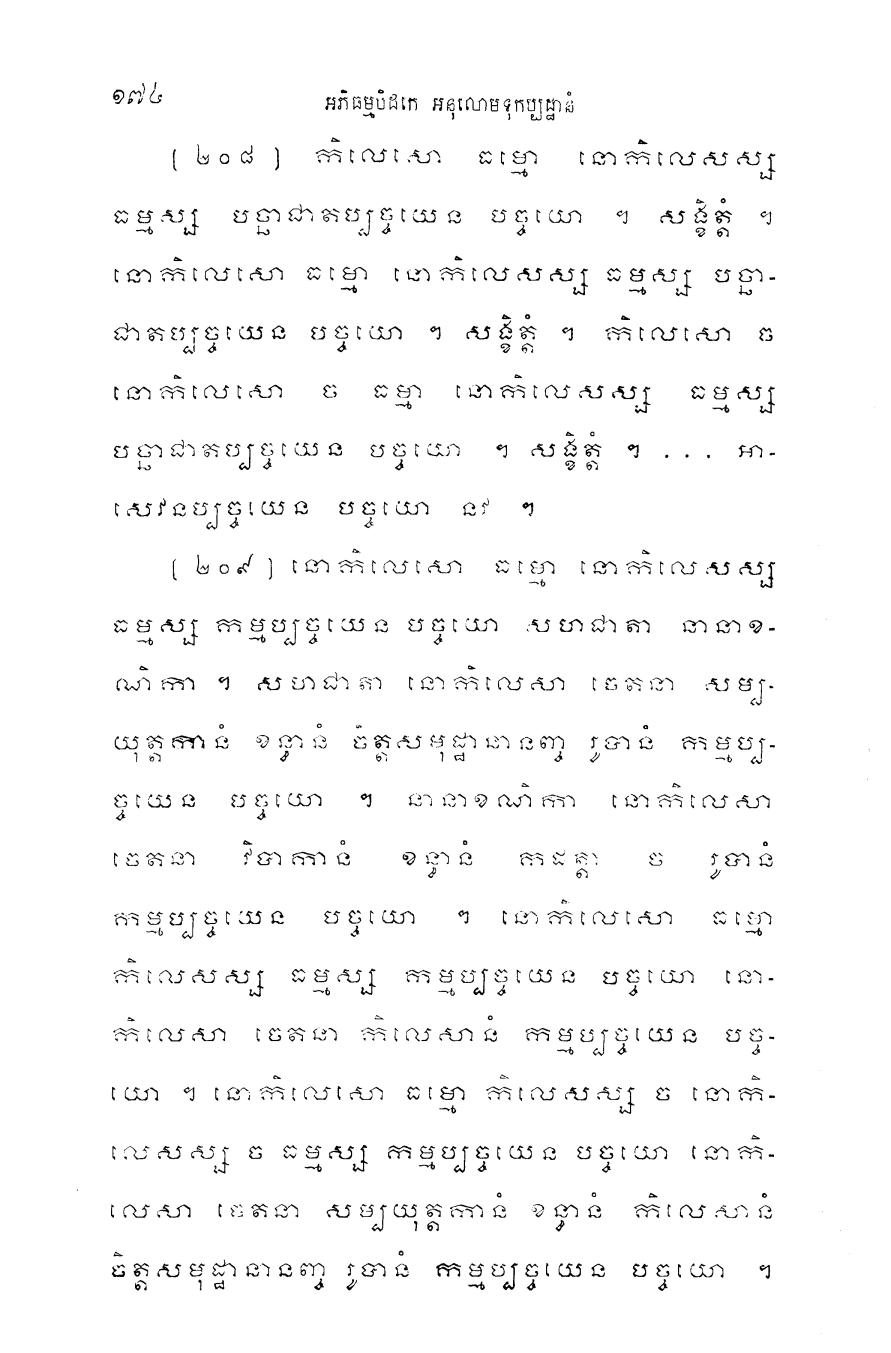 ១៧៤ អភិធម្មបិដកេ អនុលោមទុកប្បដ្ឋានំ
[ ២០៨ ] កិលេសោ ធម្មោ នោកិលេសស្ស
ធម្មស្ស បច្ឆាជាតប្បច្ចយេន បច្ចយោ ។ សង្ខិត្តំ ។
នោកិលេសោ ធម្មោ នោកិលេសស្ស ធម្មស្ស បច្ឆា-
ជាតប្បច្ចយេន បច្ចយោ ។ សង្ខិត្តំ ។ កិលេសោ ច
នោកិលេសោ ច ធម្មា នោកិលេសស្ស ធម្មស្ស
បច្ឆាជាតប្បច្ចយេន បច្ចយោ ។ សង្ខិត្តំ ។ ... អា-
សេវនប្បច្ចយេន បច្ចយោ នវ ។
[ ២០៩ ] នោកិលេសោ ធម្មោ នោកិលេសស្ស
ធម្មស្ស កម្មប្បច្ចយេន បច្ចយោ សហជាតា នានាខ-
ណិកា ។ សហជាតា នោកិលេសា ចេតនា សម្ប-
យុត្តកានំ ខន្ធានំ ចិត្តសមុដ្ឋានានញ្ច រូបានំ កម្មប្ប-
ច្ចយេន បច្ចយោ ។ នានាខណិកា នោកិលេសា
ចេតនា វិបាកានំ ខន្ធានំ កដត្តា ច រូបានំ
កម្មប្បច្ចយេន បច្ចយោ ។ នោកិលេសោ ធម្មោ
កិលេសស្ស ធម្មស្ស កម្មប្បច្ចយេន បច្ចយោ នោ-
កិលេសា ចេតនា កិលេសានំ កម្មប្បច្ចយេន បច្ច-
យោ ។ នោកិលេសោ ធម្មោ កិលេសស្ស ច នោកិ-
លេសស្ស ច ធម្មស្ស កម្មប្បច្ចយេន បច្ចយោ នោកិ-
លេសា ចេតនា សម្បយុត្តកានំ ខន្ធានំ កិលេសានំ
ចិត្តសមុដ្ឋានានញ្ច រូបានំ កម្មប្បច្ចយេន បច្ចយោ ។